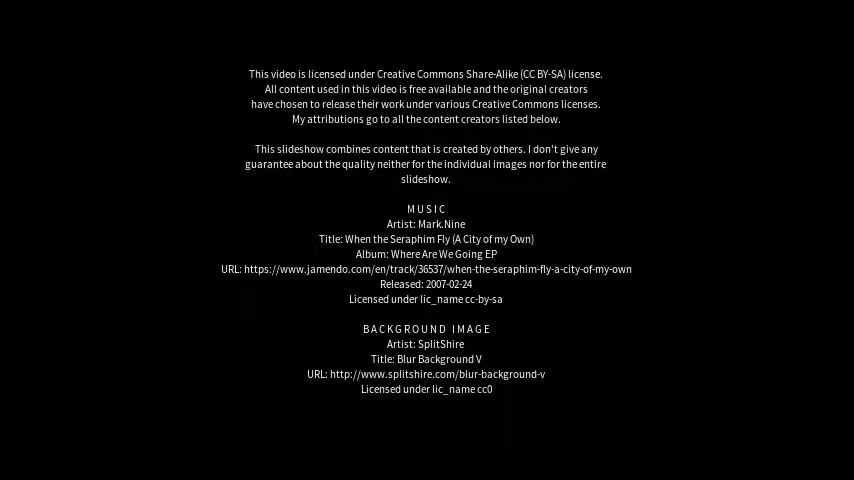 This video is licensed under Creative Commons Share-Alike (CC BY-SA) license.
All content used in this video is free available and the original creators
have chosen to release their work under various Creative Commons licenses.
My attributions go to all the content creators listed below.
This slideshow combines content that is created by others. I don't give any
guarantee about the quality neither for the individual images nor for the entire
slideshow.
MUSIC
Artist: Mark.Nine
Title: When the Seraphim Fly (A City of my Own)
Album: Where Are We Going EP
URL: https://www.jamendo.com/en/track/36537/when-the-seraphim-fly-a-city-of-my-own
Released: 2007-02-24
Licensed under lic_name cc-by-sa
BACKGROUND IMAGE
Artist: SplitShire
Title: Blur Background V
URL: http://www.splitshire.com/blur-background-v
Licensed under lic_name cc0